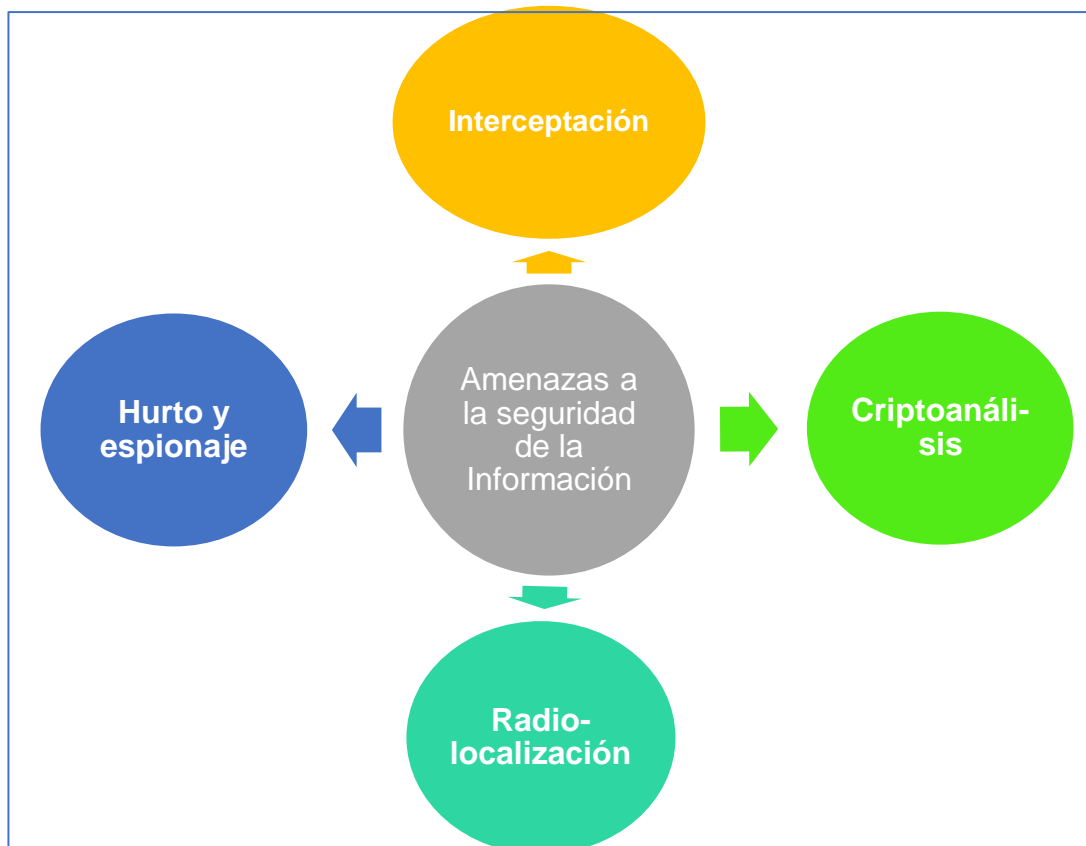 Interceptación
Amenazas a
la seguridad
de la
Información
Hurto y
espionaje
Criptoanáli-
sis
Radio-
localización